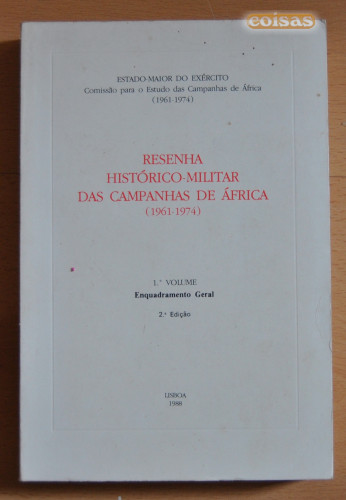 coisas
ESTADO-MAIOR DO EXÉRCITO
Comissão para o Estudo das Campanhas de África
(1961-1974)
RESENHA
HISTÓRICO-MILITAR
DAS CAMPANHAS DE ÁFRICA
(1961-1974)
1.° VOLUME
Enquadramento Geral
2.ª Edição
LISBOA
1988